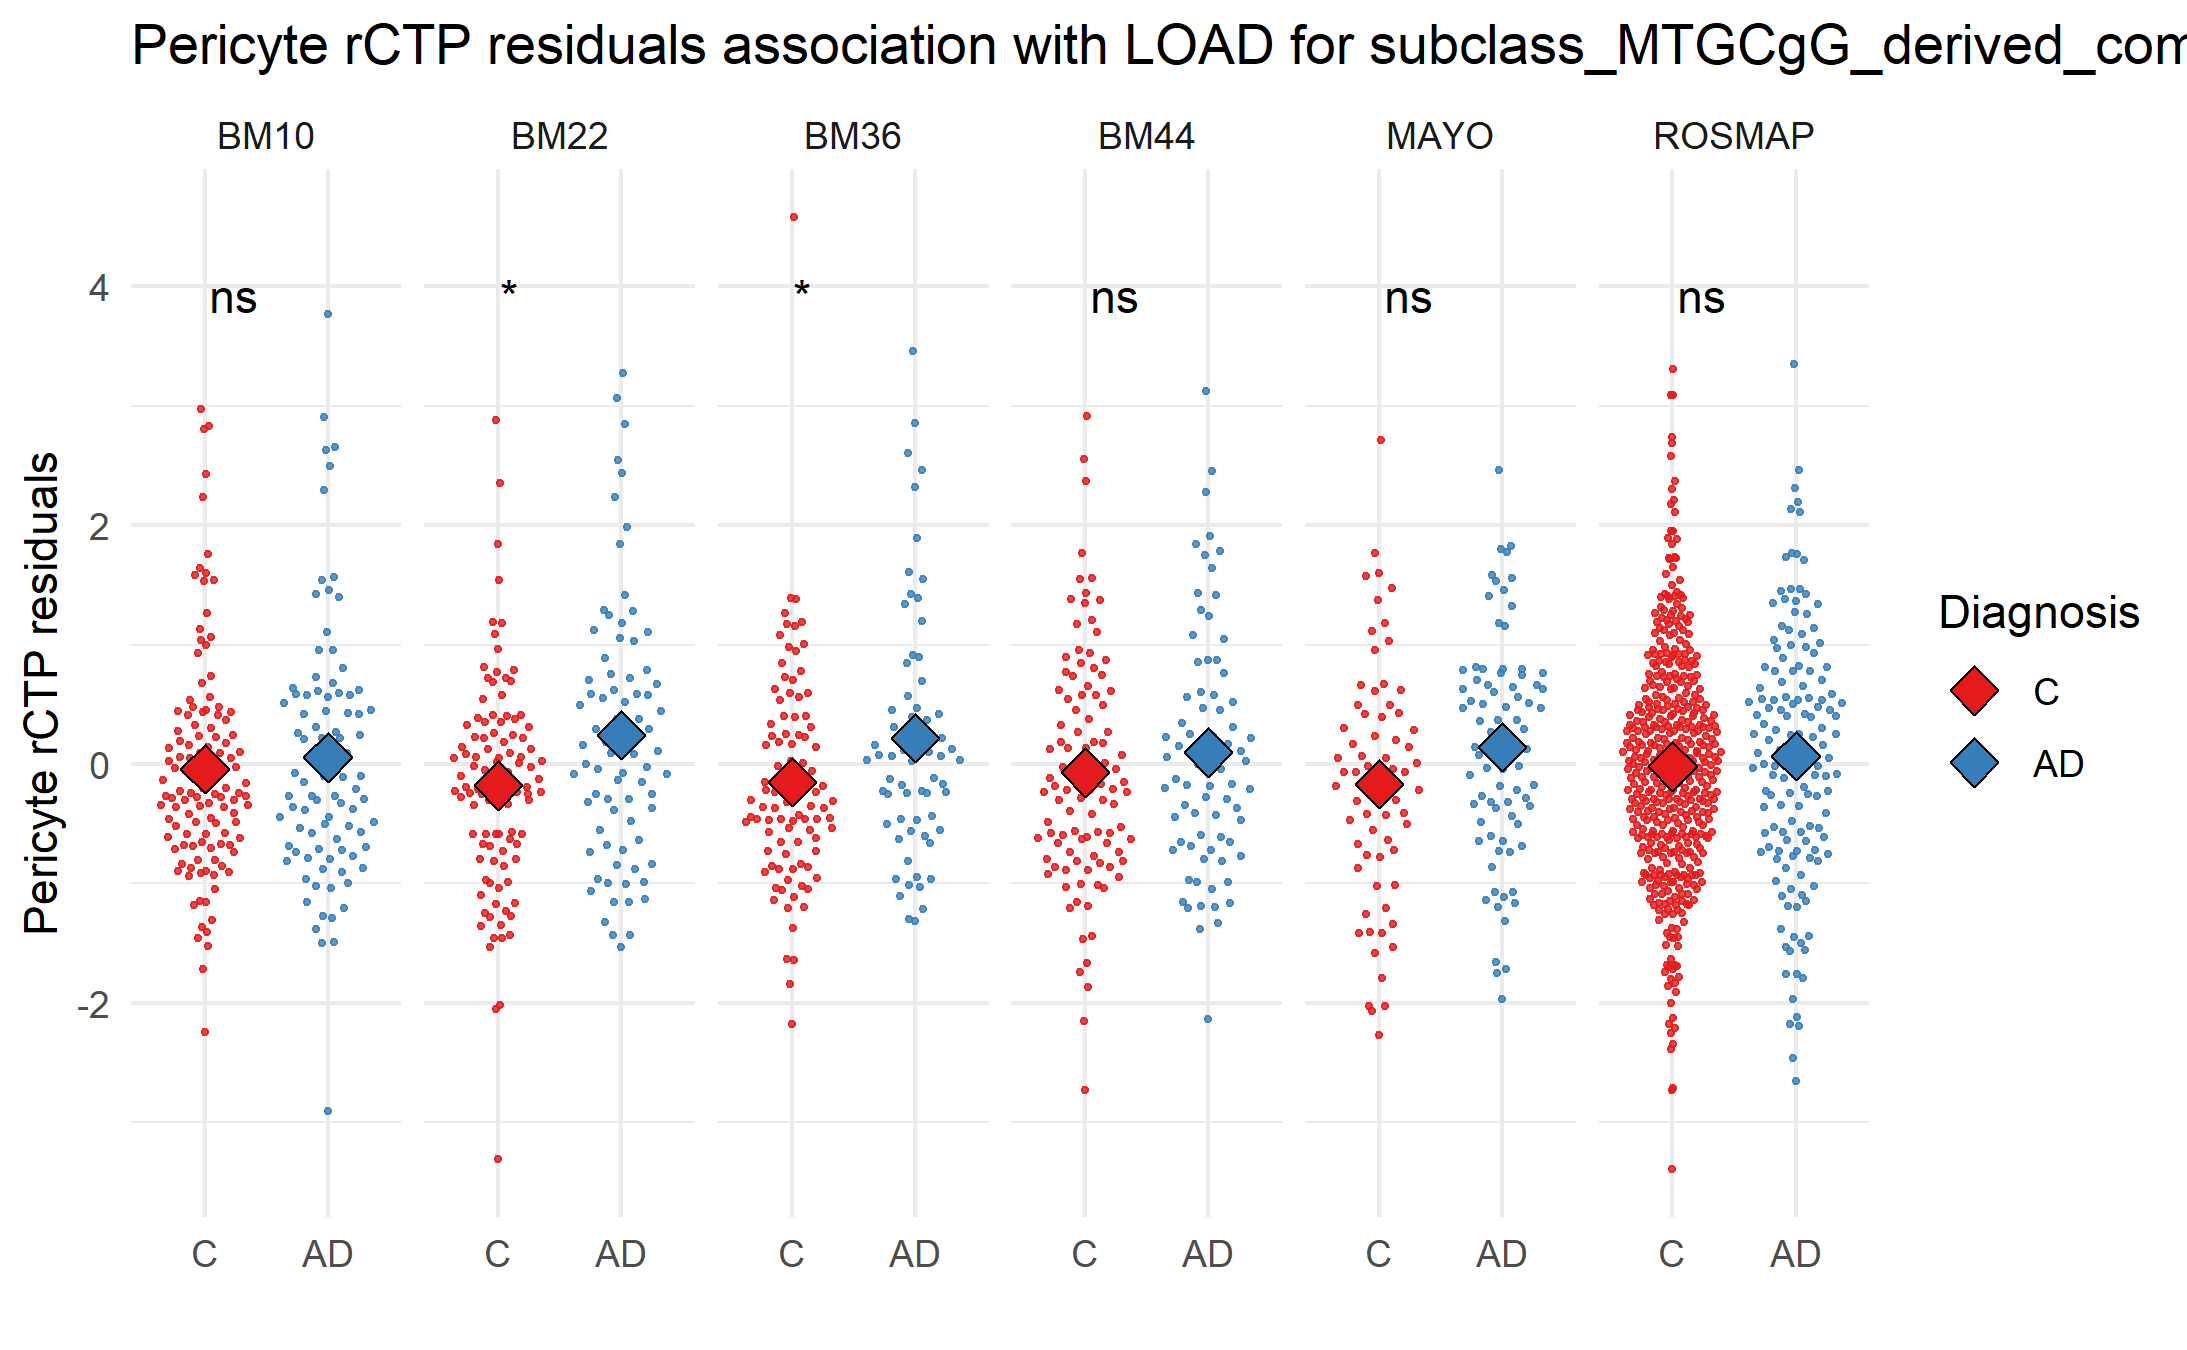 Pericyte rCTP residuals association with LOAD for subclass_MTGCgG_derived_com
BM10 BM22 BM36 BM44 MAYO ROSMAP
ns * * ns ns ns
4
2
0
-2
Pericyte rCTP residuals
C AD C AD C AD C AD C AD C AD
Diagnosis
C
AD